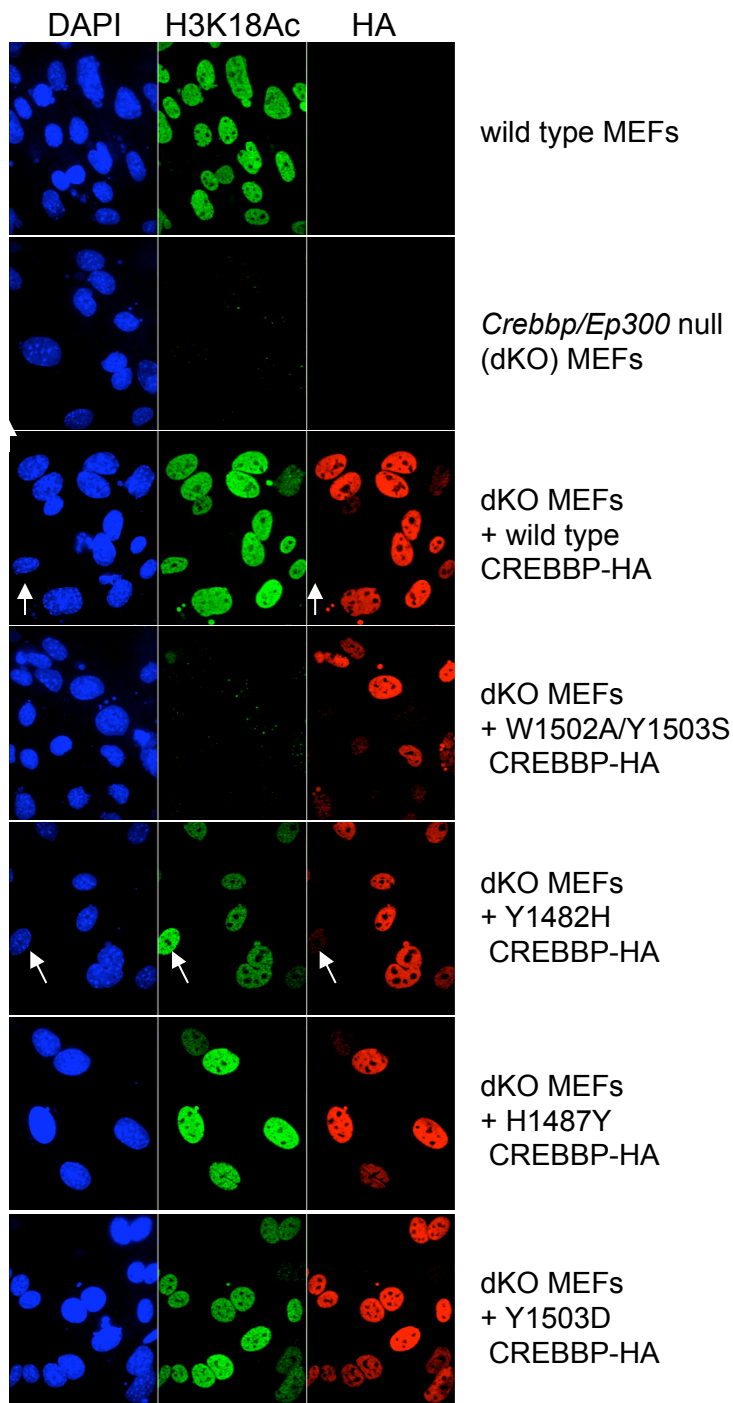 DAPI H3K18Ac HA
wild type MEFs
Crebbp/Ep300 null
(dKO) MEFs
dKO MEFs
+ wild type
CREBBP-HA
dKO MEFs
+ W1502A/Y1503S
CREBBP-HA
dKO MEFs
+ Y1482H
CREBBP-HA
dKO MEFs
+ H1487Y
CREBBP-HA
dKO MEFs
+ Y1503D
CREBBP-HA